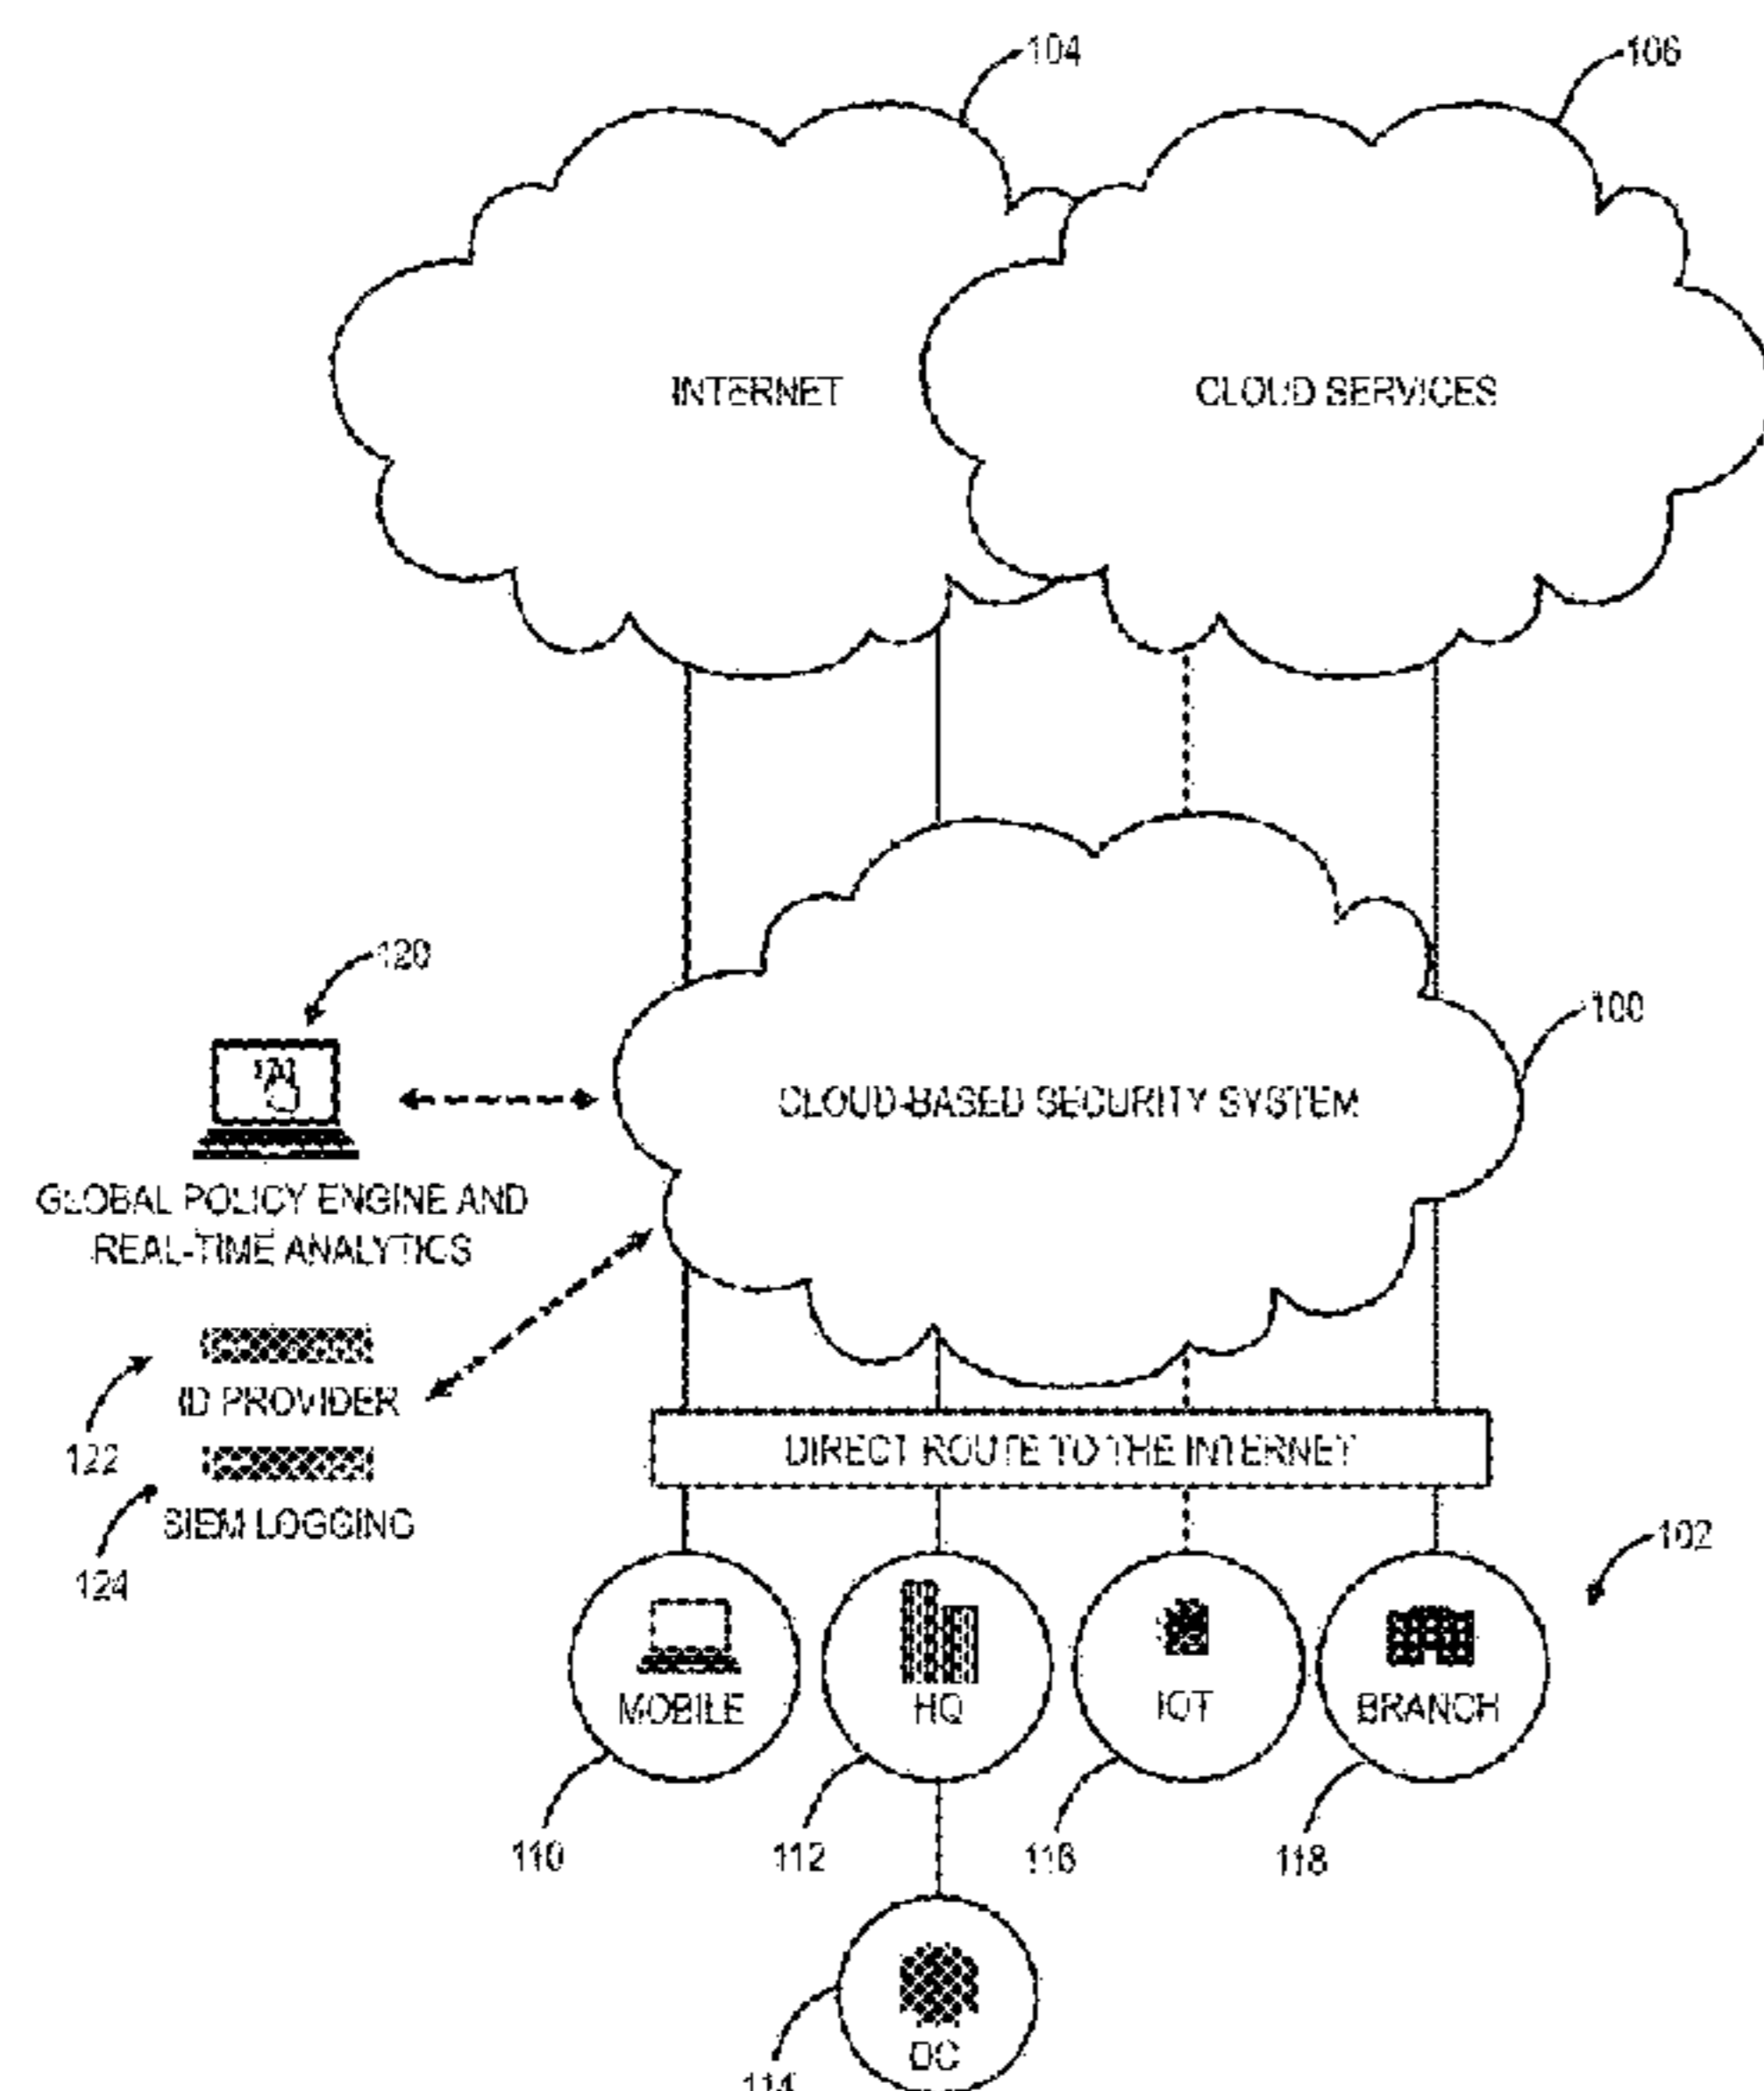 104
106
INTERNET
CLOUD SERVICES
120
100
CLOUD-BASED SECURITY SYSTEM
GLOBAL POLICY ENGINE AND
REAL-TIME ANALYTICS
ID PROVIDER
122
DIRECT ROUTE TO THE INTERNET
SIEM LOGGING
102
124
MOBILE
HQ
IOT
BRANCH
110
112
116
118
DC
114